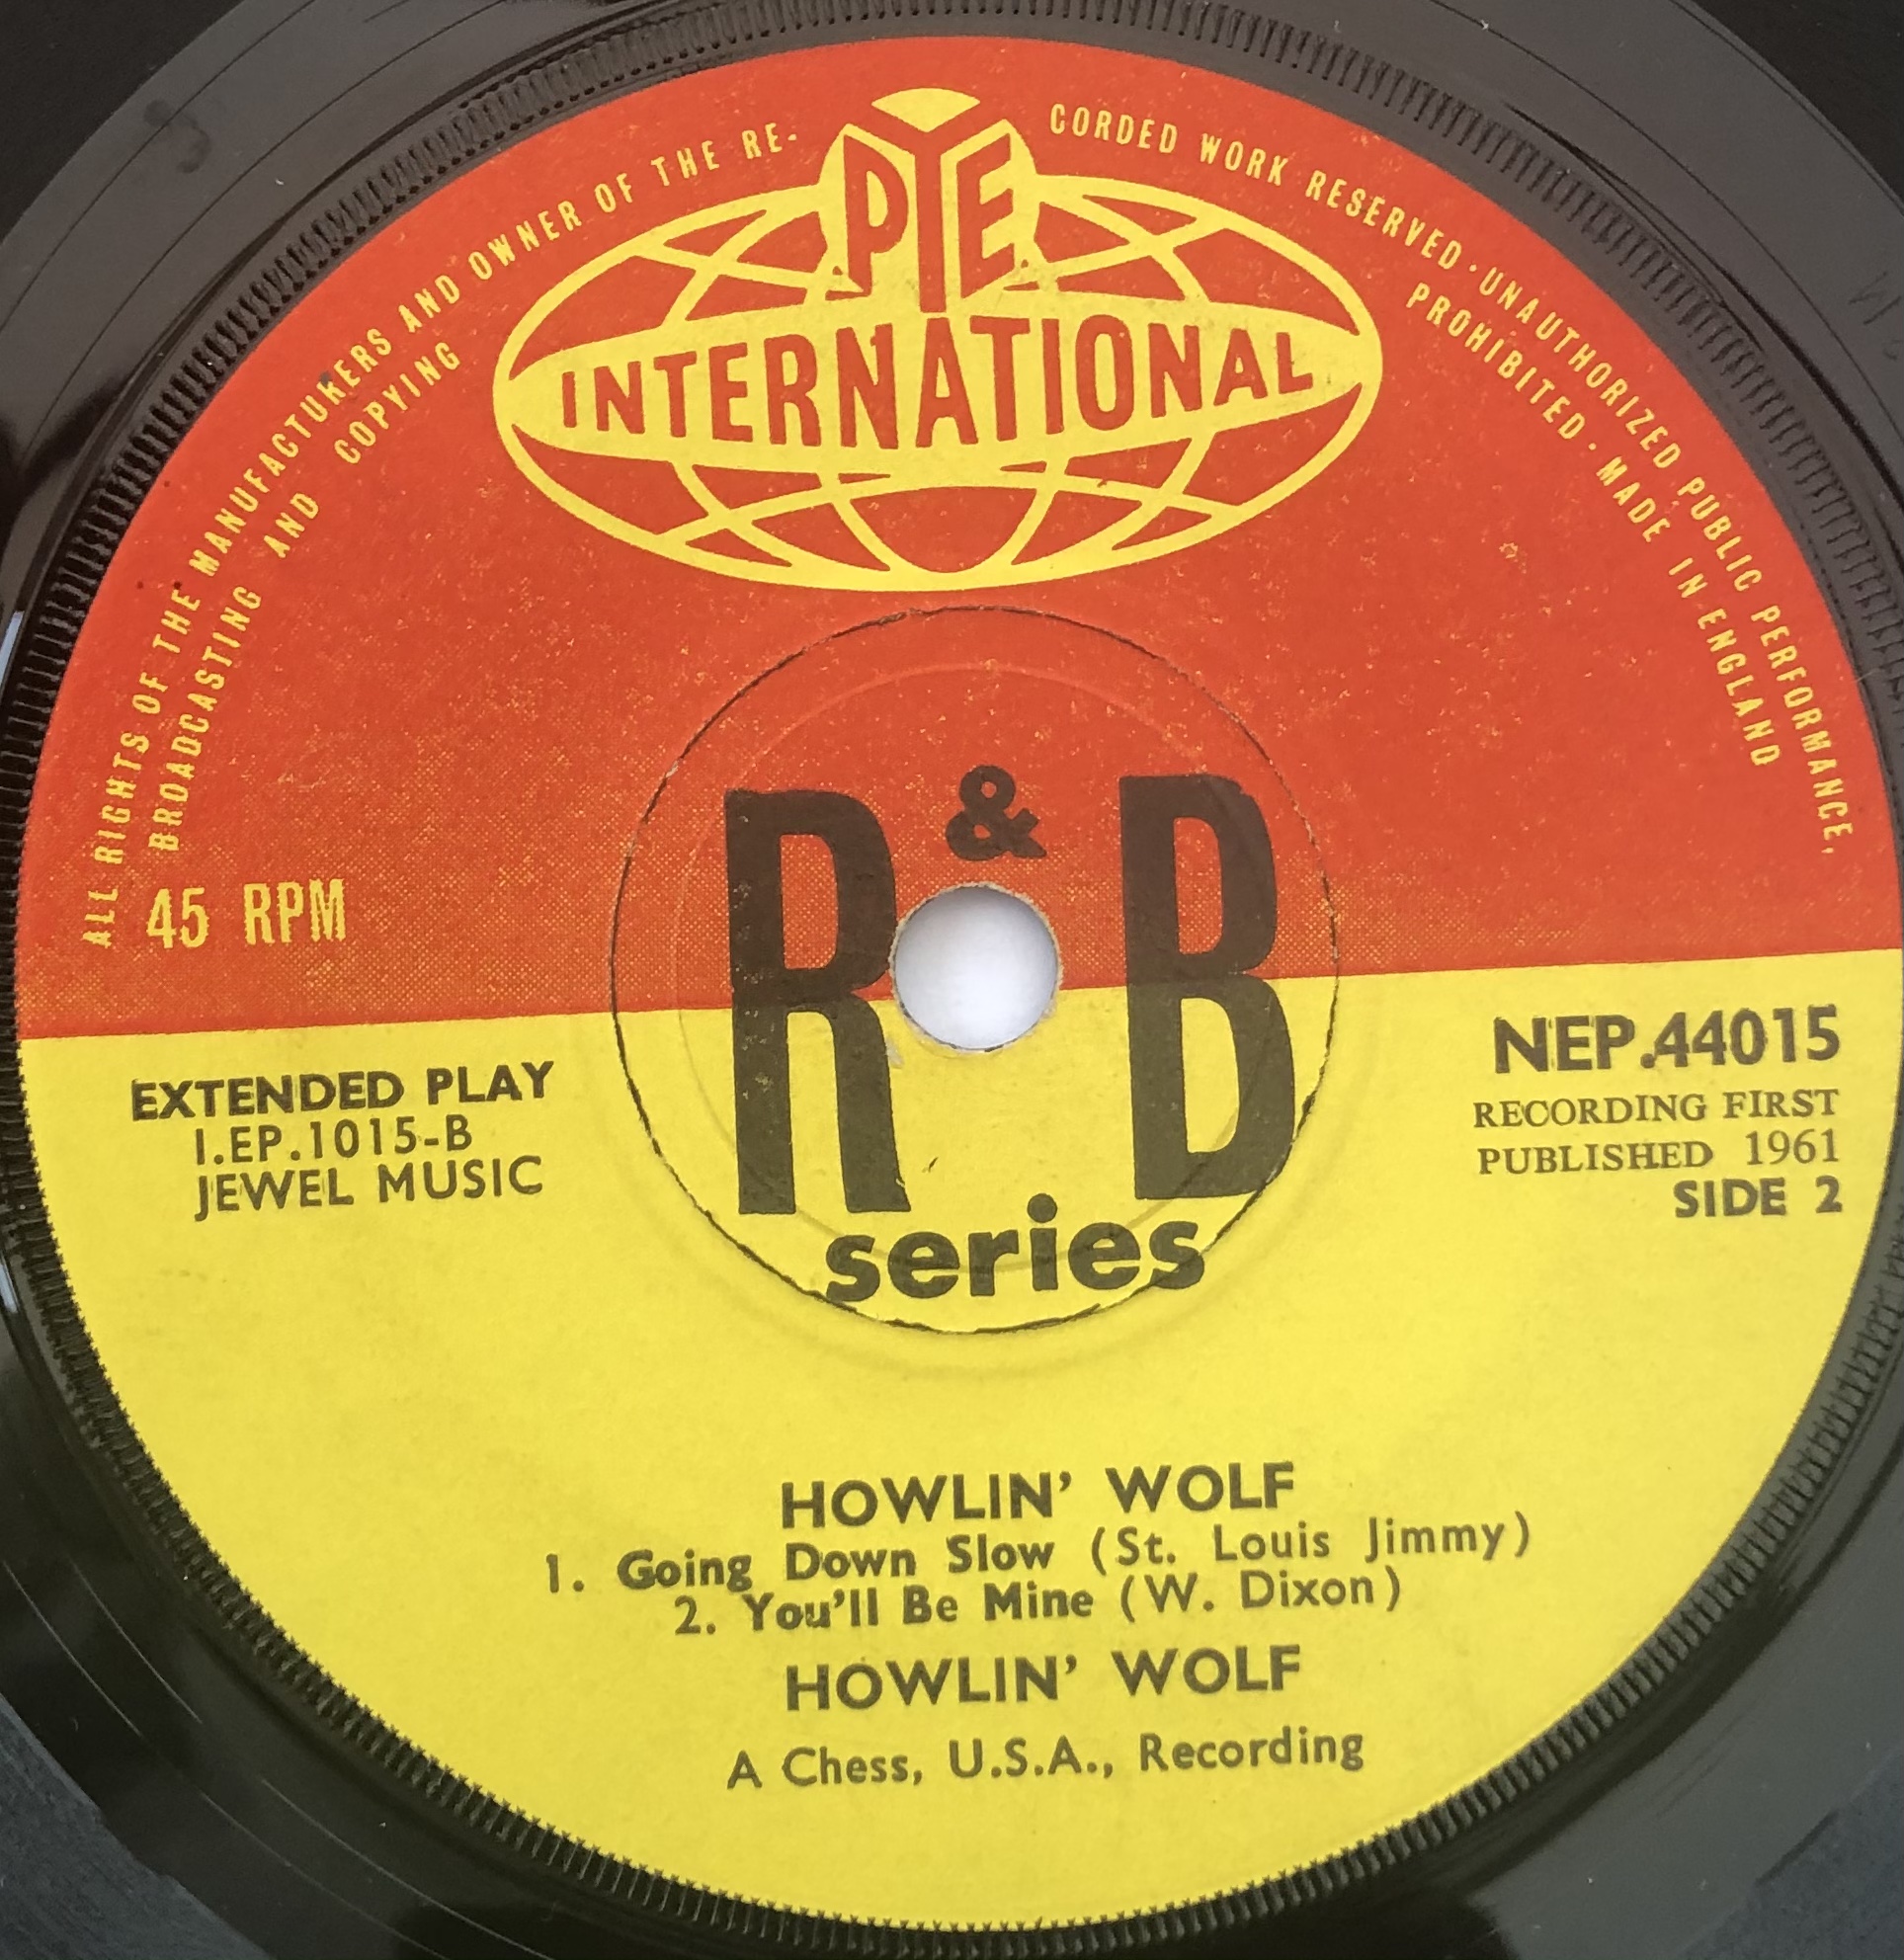 ALL RIGHTS OF THE MANUFACTURERS AND OWNER OF THE RE- CORDED WORK RESERVED · UNAUTHORIZED PUBLIC PERFORMANCE,
BROADCASTING AND COPYING PROHIBITED · MADE IN ENGLAND
PYE
INTERNATIONAL
45 RPM
R & B
series
EXTENDED PLAY
I.EP.1015-B
JEWEL MUSIC
NEP.44015
RECORDING FIRST
PUBLISHED 1961
SIDE 2
HOWLIN' WOLF
1. Going Down Slow (St. Louis Jimmy)
2. You'll Be Mine (W. Dixon)
HOWLIN' WOLF
A Chess, U.S.A., Recording